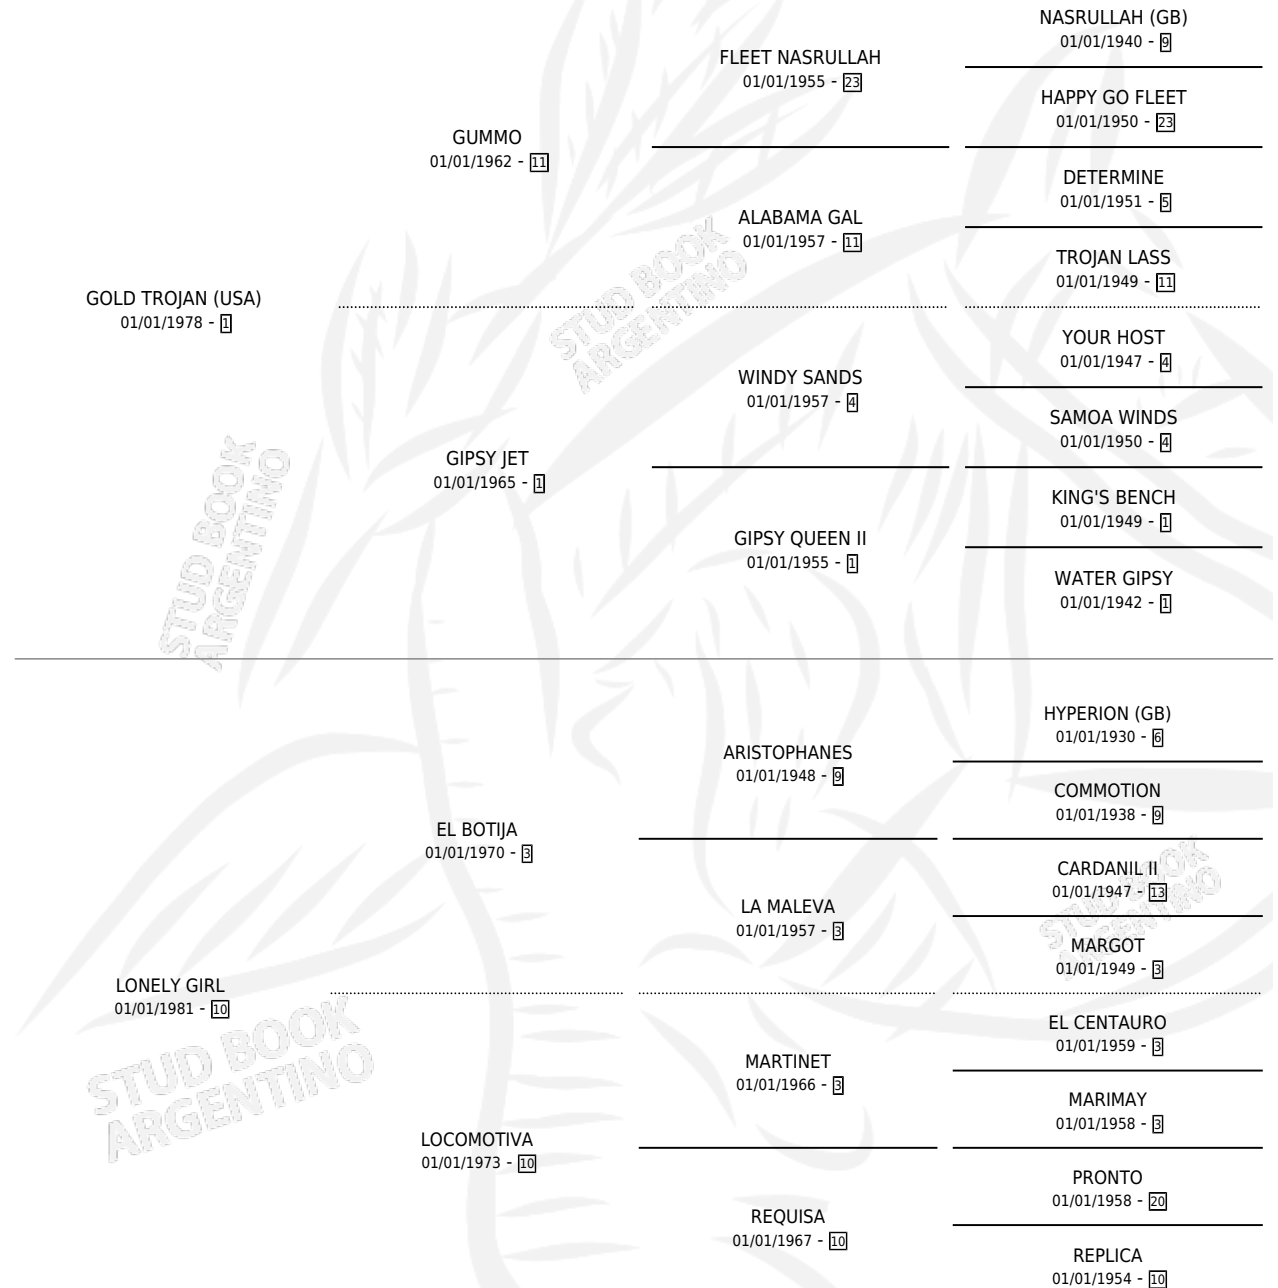 NASRULLAH (GB)
01/01/1940 - 9
FLEET NASRULLAH
01/01/1955 - 23
HAPPY GO FLEET
01/01/1950 - 23
GUMMO
01/01/1962 - 11
DETERMINE
01/01/1951 - 5
ALABAMA GAL
01/01/1957 - 11
TROJAN LASS
01/01/1949 - 11
GOLD TROJAN (USA)
01/01/1978 - 1
YOUR HOST
01/01/1947 - 4
WINDY SANDS
01/01/1957 - 4
SAMOA WINDS
01/01/1950 - 4
GIPSY JET
01/01/1965 - 1
KING'S BENCH
01/01/1949 - 1
GIPSY QUEEN II
01/01/1955 - 1
WATER GIPSY
01/01/1942 - 1
HYPERION (GB)
01/01/1930 - 6
ARISTOPHANES
01/01/1948 - 9
COMMOTION
01/01/1938 - 9
EL BOTIJA
01/01/1970 - 3
CARDANIL II
01/01/1947 - 13
LA MALEVA
01/01/1957 - 3
MARGOT
01/01/1949 - 3
LONELY GIRL
01/01/1981 - 10
EL CENTAURO
01/01/1959 - 3
MARTINET
01/01/1966 - 3
MARIMAY
01/01/1958 - 3
LOCOMOTIVA
01/01/1973 - 10
PRONTO
01/01/1958 - 20
REQUISA
01/01/1967 - 10
REPLICA
01/01/1954 - 10
STUD BOOK
ARGENTINO
STUD BOOK
ARGENTINO
STUD BOOK
ARGENTINO
STUD BOOK
ARGENTINO